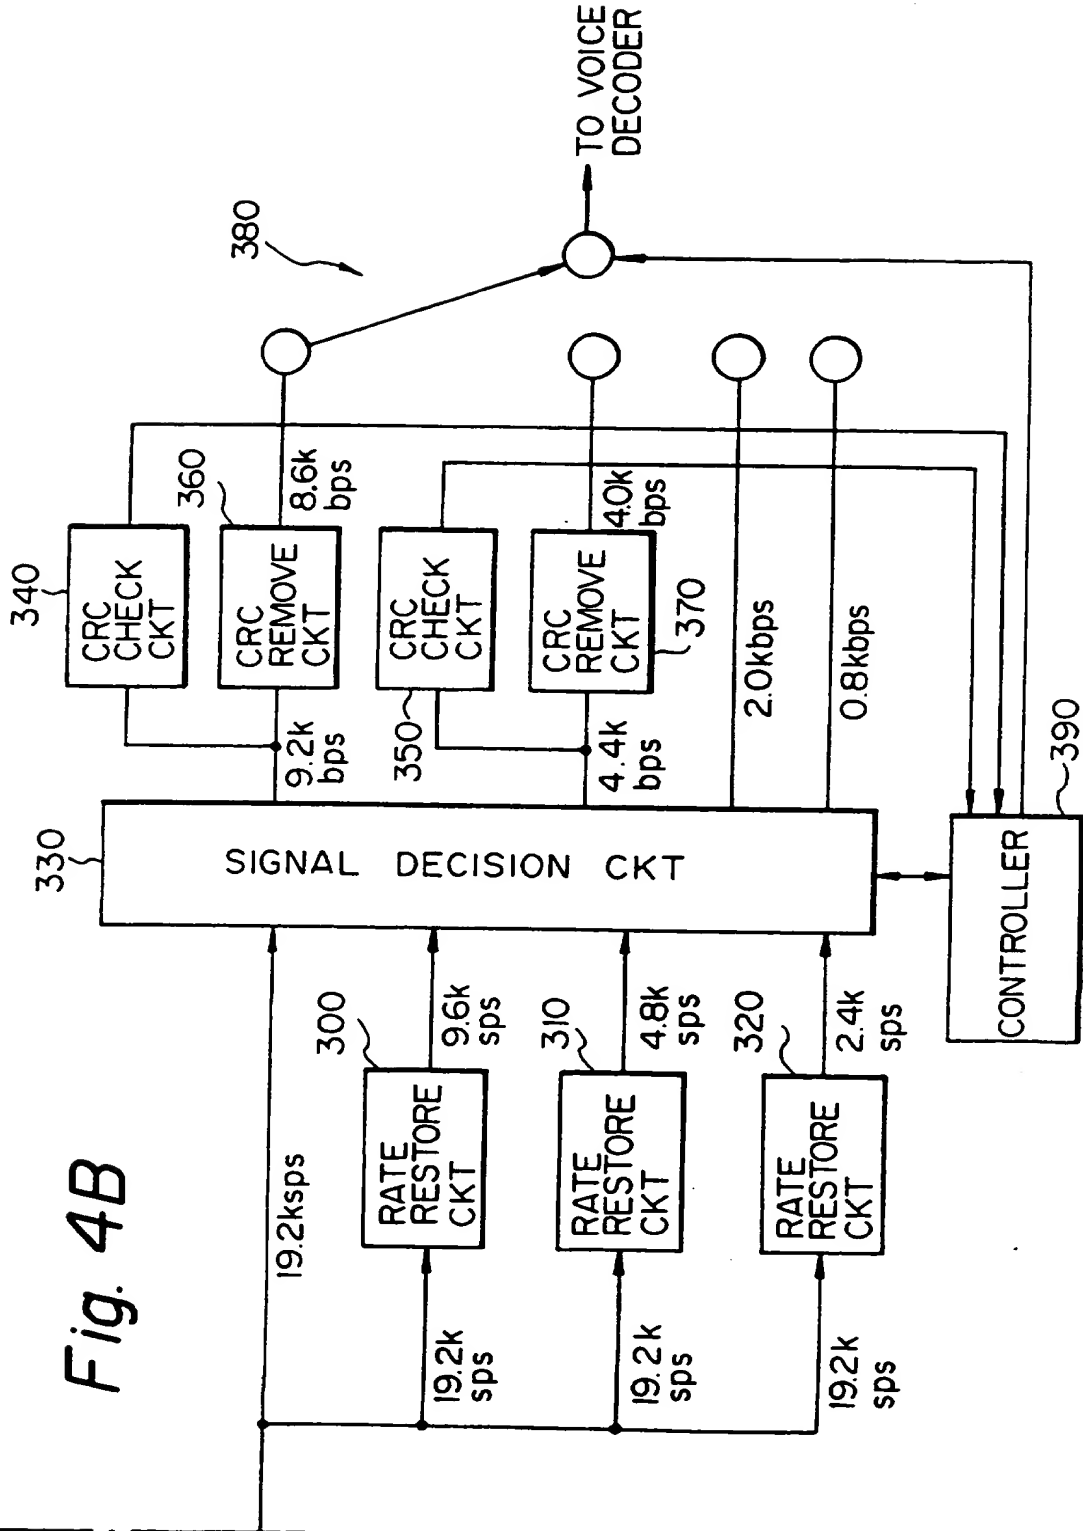 Fig. 4B
19.2ksps
19.2k
sps
RATE
RESTORE
CKT
300
9.6k
sps
19.2k
sps
RATE
RESTORE
CKT
310
4.8k
sps
19.2k
sps
RATE
RESTORE
CKT
320
2.4k
sps
330
SIGNAL DECISION CKT
9.2k
bps
340
CRC
CHECK
CKT
360
CRC
REMOVE
CKT
8.6k
bps
4.4k
bps
350
CRC
CHECK
CKT
CRC
REMOVE
CKT
370
4.0k
bps
2.0kbps
0.8kbps
380
TO VOICE
DECODER
CONTROLLER
390